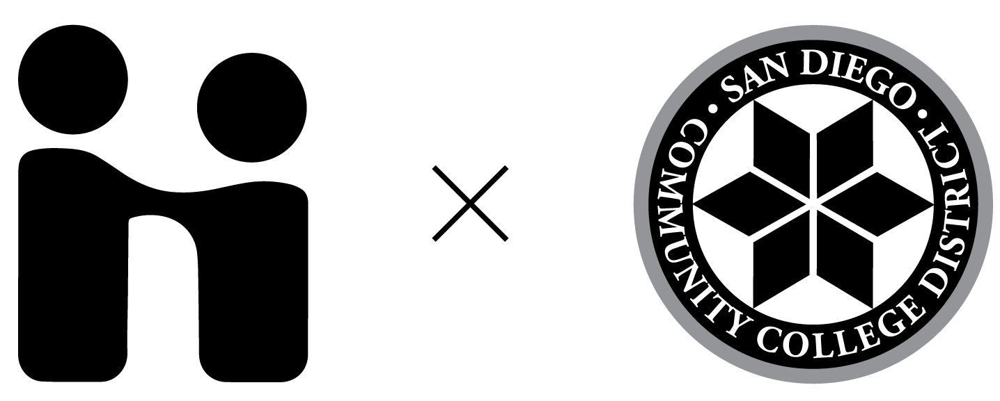 • SAN DIEGO •
COMMUNITY COLLEGE DISTRICT